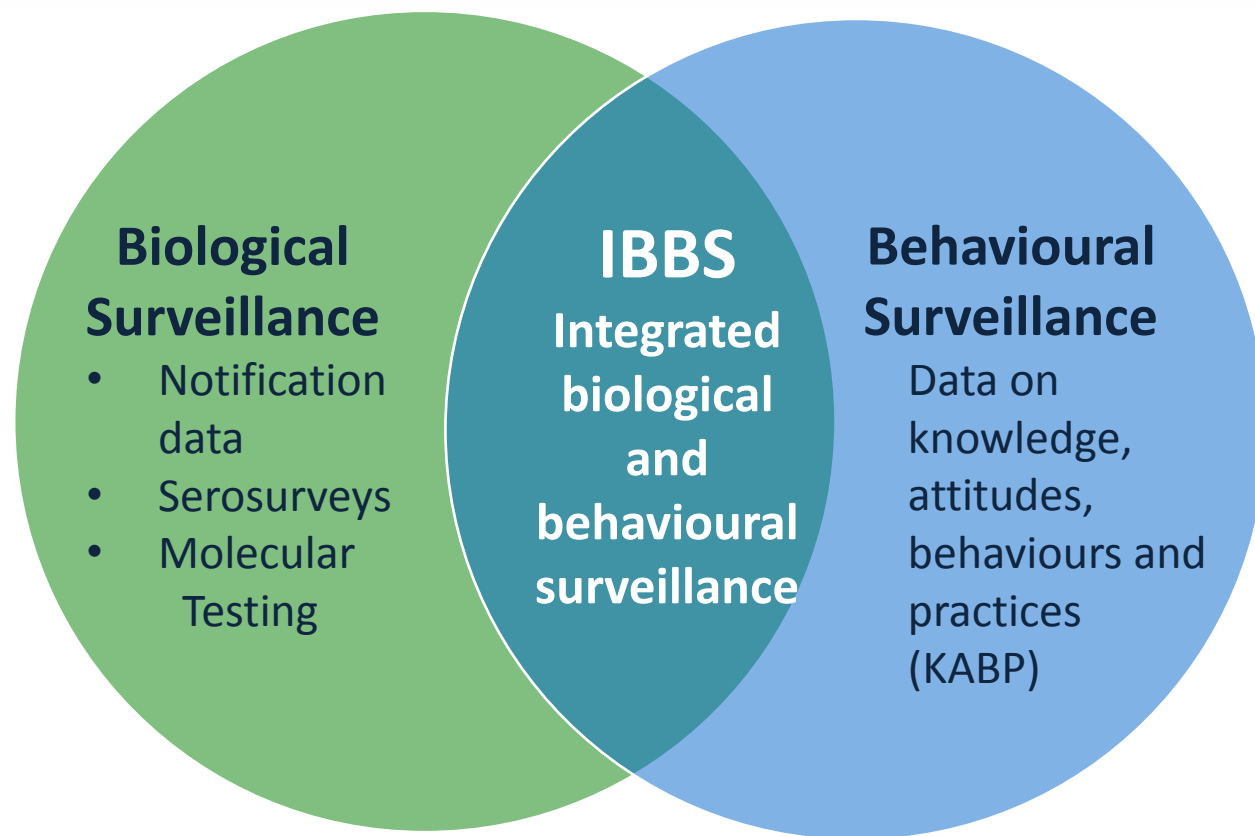 Biological
Surveillance
• Notification
data
• Serosurveys
• Molecular
Testing
IBBS
Integrated
biological
and
behavioural
surveillance
Behavioural
Surveillance
Data on
knowledge,
attitudes,
behaviours and
practices
(KABP)